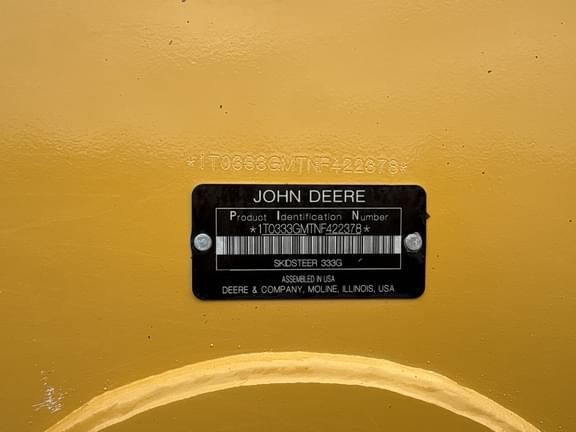 *1T0333GMTNF422378*
JOHN DEERE
Product Identification Number
*1T0333GMTNF422378*
SKIDSTEER 333G
ASSEMBLED IN USA
DEERE & COMPANY, MOLINE, ILLINOIS, USA